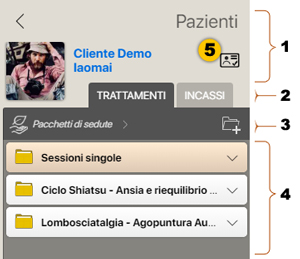 Pazienti
1
Cliente Demo
Iaomai
5
TRATTAMENTI INCASSI
2
Pacchetti di sedute
3
Sessioni singole
Ciclo Shiatsu - Ansia e riequilibrio ...
4
Lombosciatalgia - Agopuntura Au...